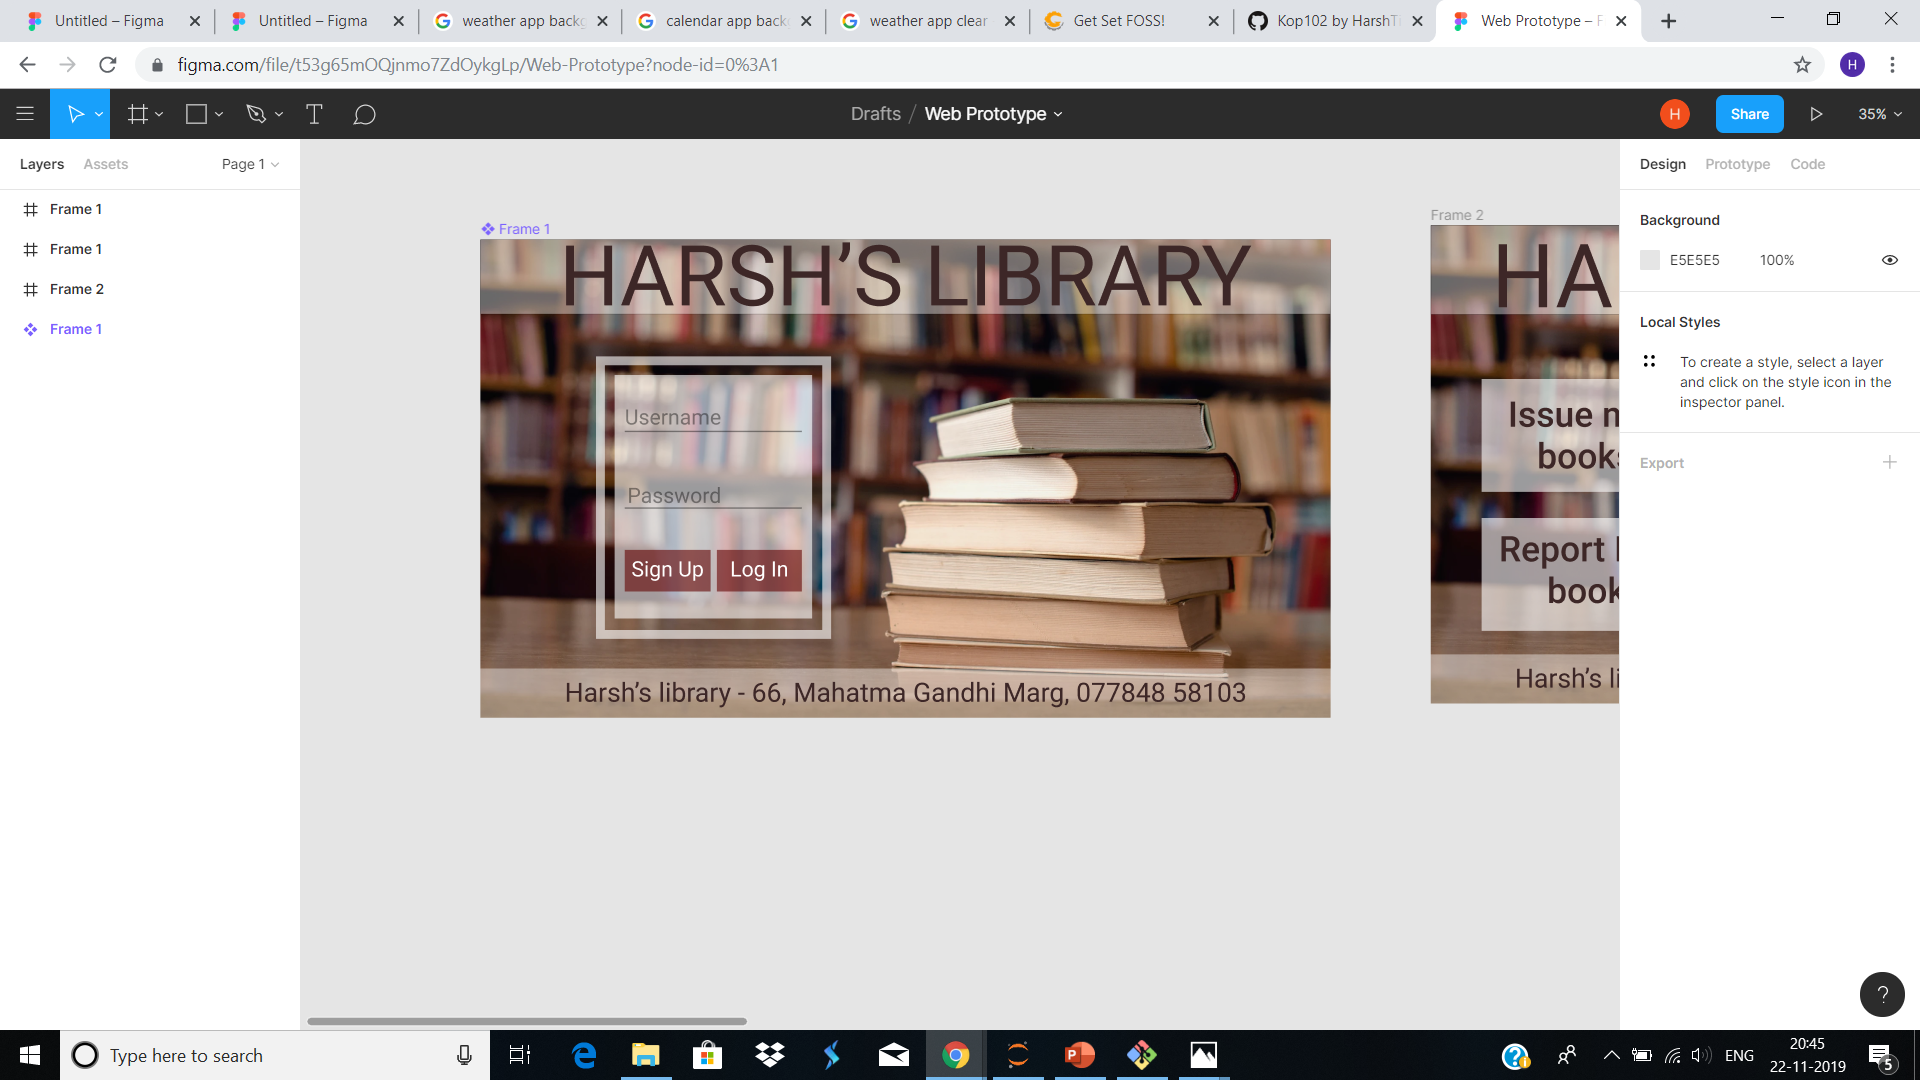 Untitled – Figma
Untitled – Figma
weather app backg
calendar app back
weather app clear
Get Set FOSS!
Kop102 by HarshT
Web Prototype – F
figma.com/file/t53g65mOQjnmo7ZdOykgLp/Web-Prototype?node-id=0%3A1
H
Drafts / Web Prototype
H
Share
35%
Layers
Assets
Page 1
Frame 1
Frame 1
Frame 2
Frame 1
Frame 1
HARSH'S LIBRARY
Username
Password
Sign Up
Log In
Harsh's library - 66, Mahatma Gandhi Marg, 077848 58103
Frame 2
HA
Issue
book
Report
book
Harsh's li
Design
Prototype
Code
Background
E5E5E5
100%
Local Styles
To create a style, select a layer
and click on the style icon in the
inspector panel.
Export
?
Type here to search
ENG
20:45
22-11-2019
5